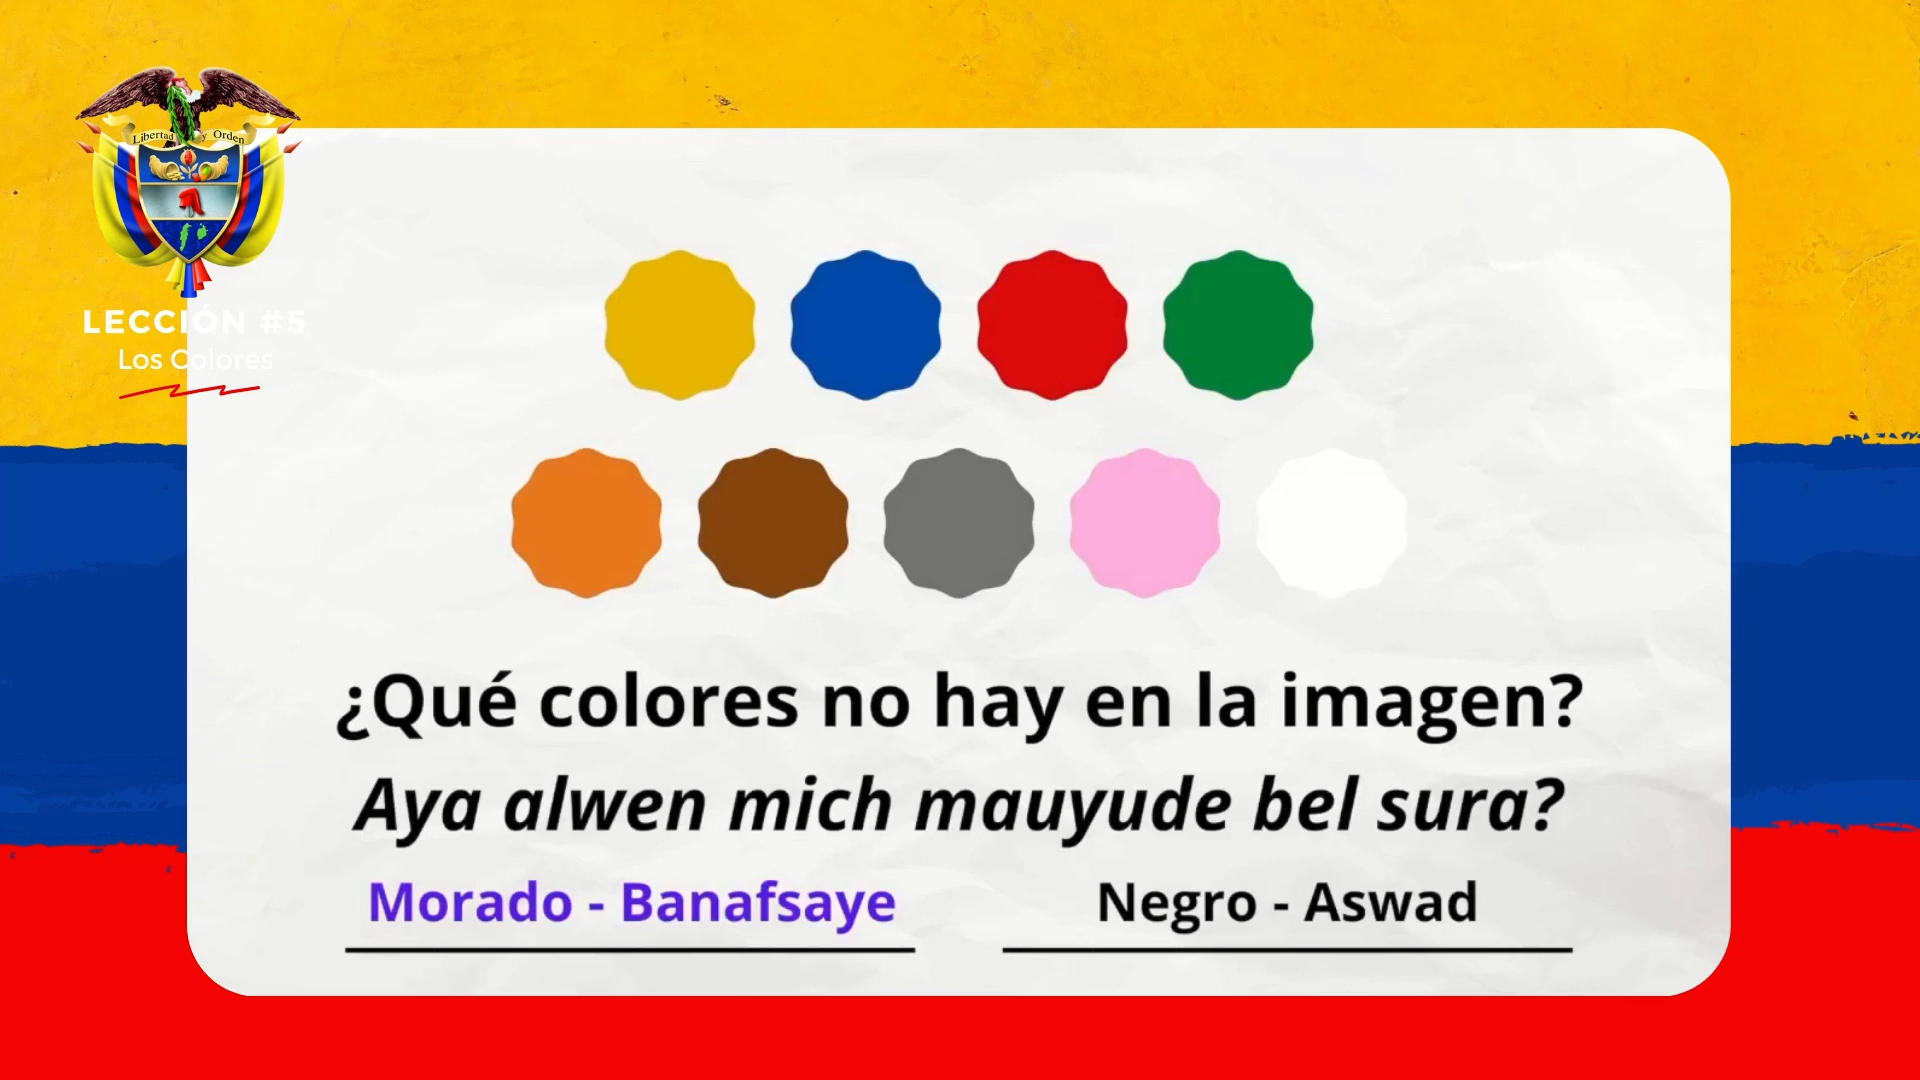 Libertad y Orden
LECCIÓN #5
Los Colores
¿Qué colores no hay en la imagen?
Aya alwen mich mauyude bel sura?
Morado - Banafsaye
Negro - Aswad